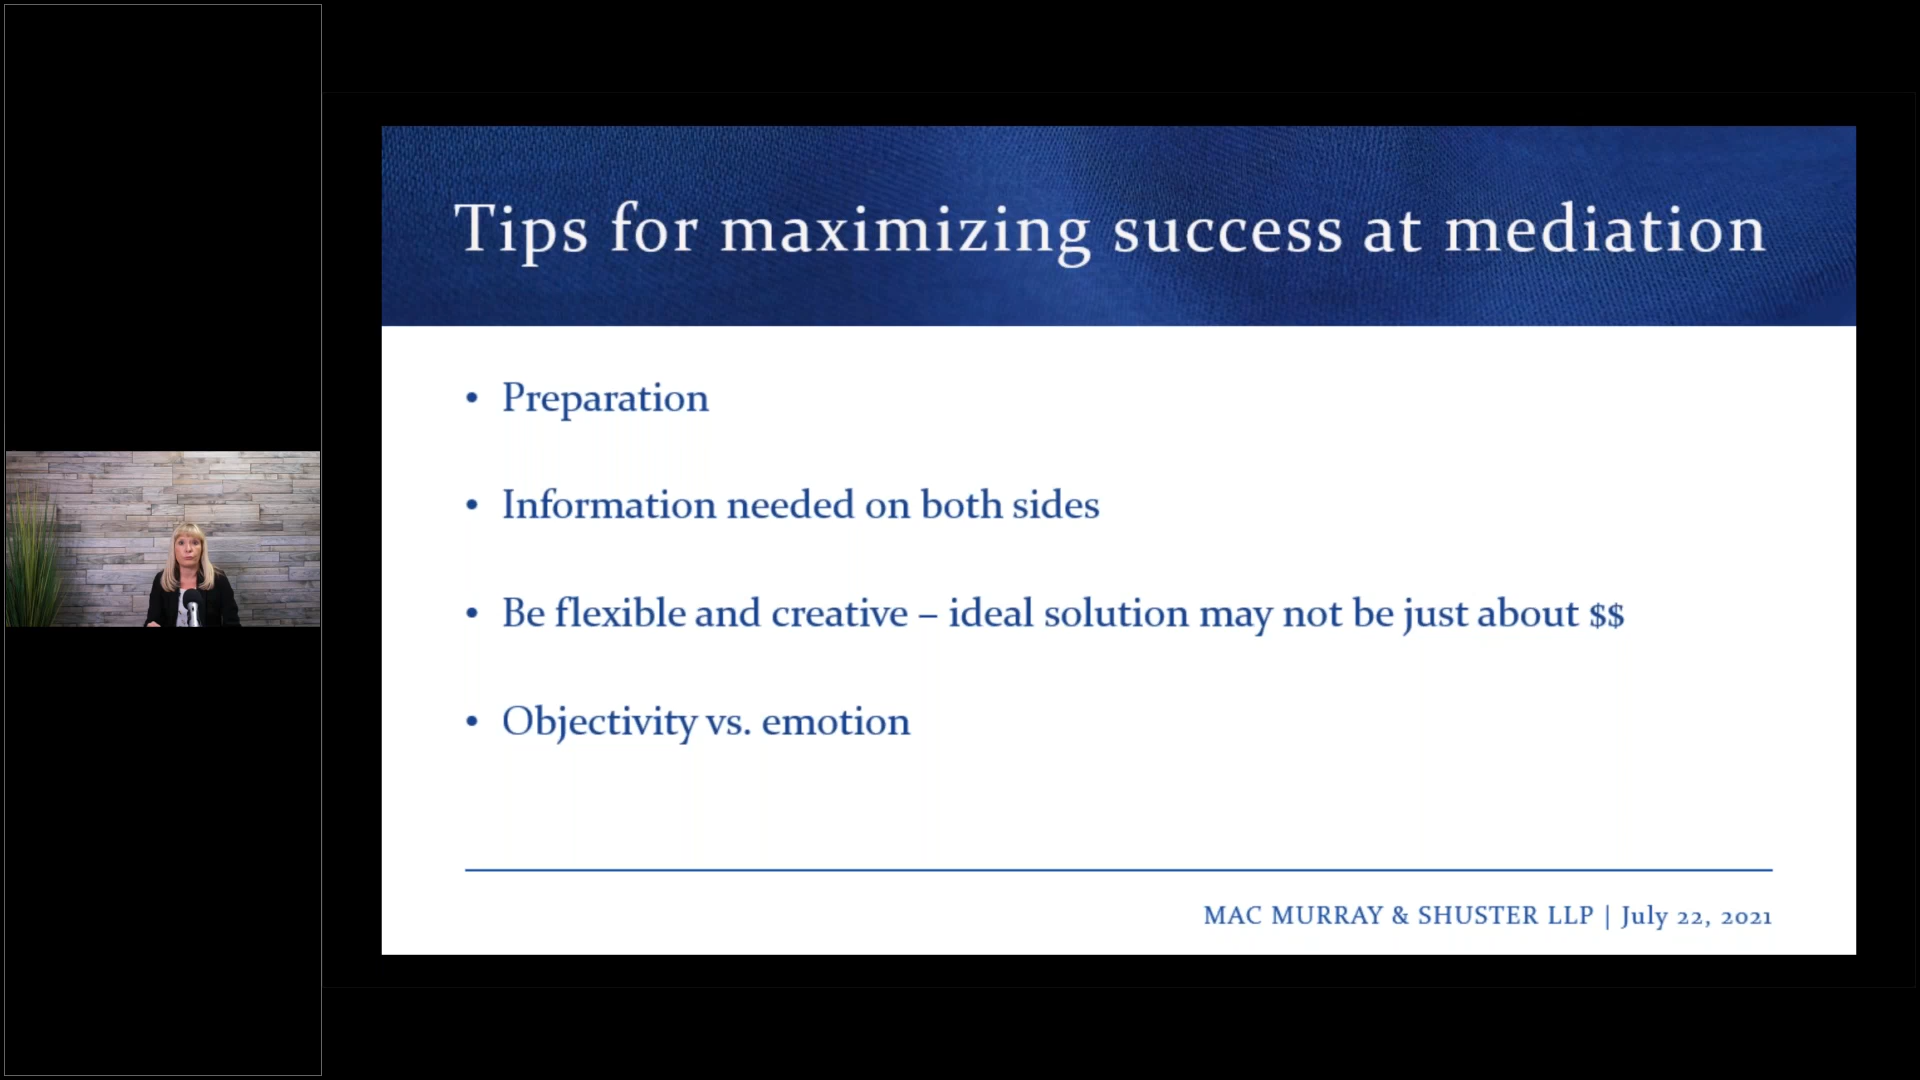 Tips for maximizing success at mediation
• Preparation
• Information needed on both sides
• Be flexible and creative – ideal solution may not be just about $$
• Objectivity vs. emotion
MAC MURRAY & SHUSTER LLP | July 22, 2021